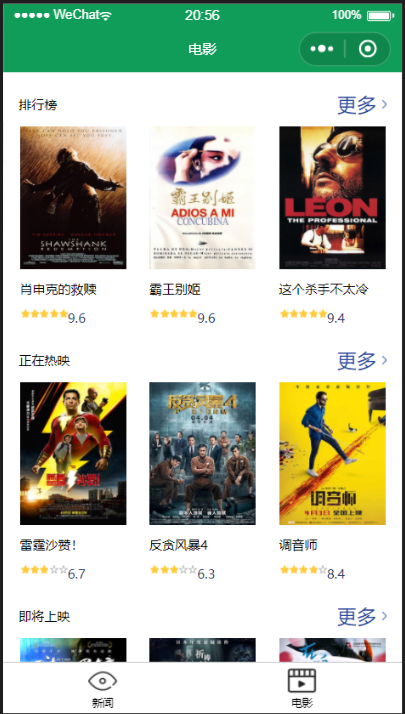 WeChat 20:56 100%
电影
排行榜 更多
THE SHAWSHANK REDEMPTION
霸王别姬
ADIOS A MI CONCUBINA
LEON
THE PROFESSIONAL
肖申克的救赎 霸王别姬 这个杀手不太冷
9.6 9.6 9.4
正在热映 更多
反贪风暴4
04.04
调音师
雷霆沙赞! 反贪风暴4 调音师
6.7 6.3 8.4
即将上映 更多
新闻 电影